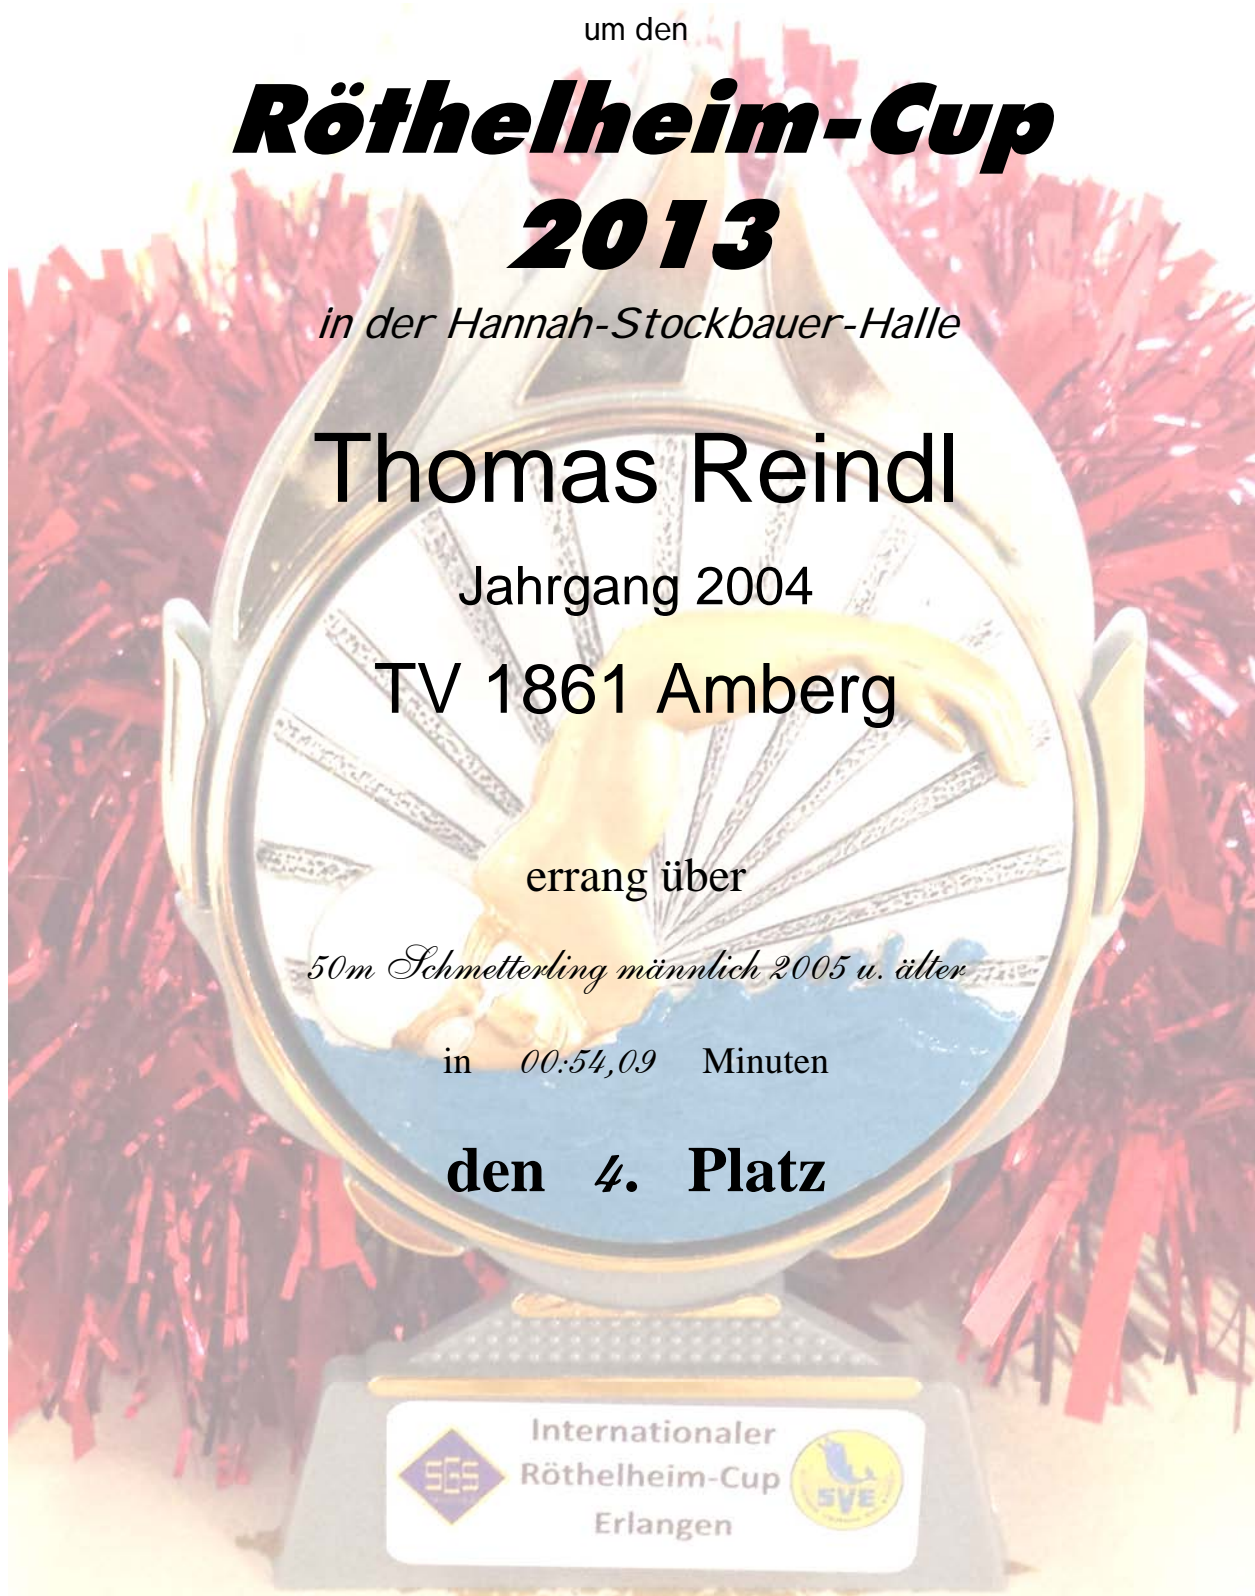 um den
Röthelheim-Cup
2013
in der Hannah-Stockbauer-Halle
Thomas Reindl
Jahrgang 2004
TV 1861 Amberg
errang über
50m Schmetterling männlich 2005 u. älter
in 00:54,09 Minuten
den 4. Platz
Internationaler
SGS Röthelheim-Cup SVE
Erlangen